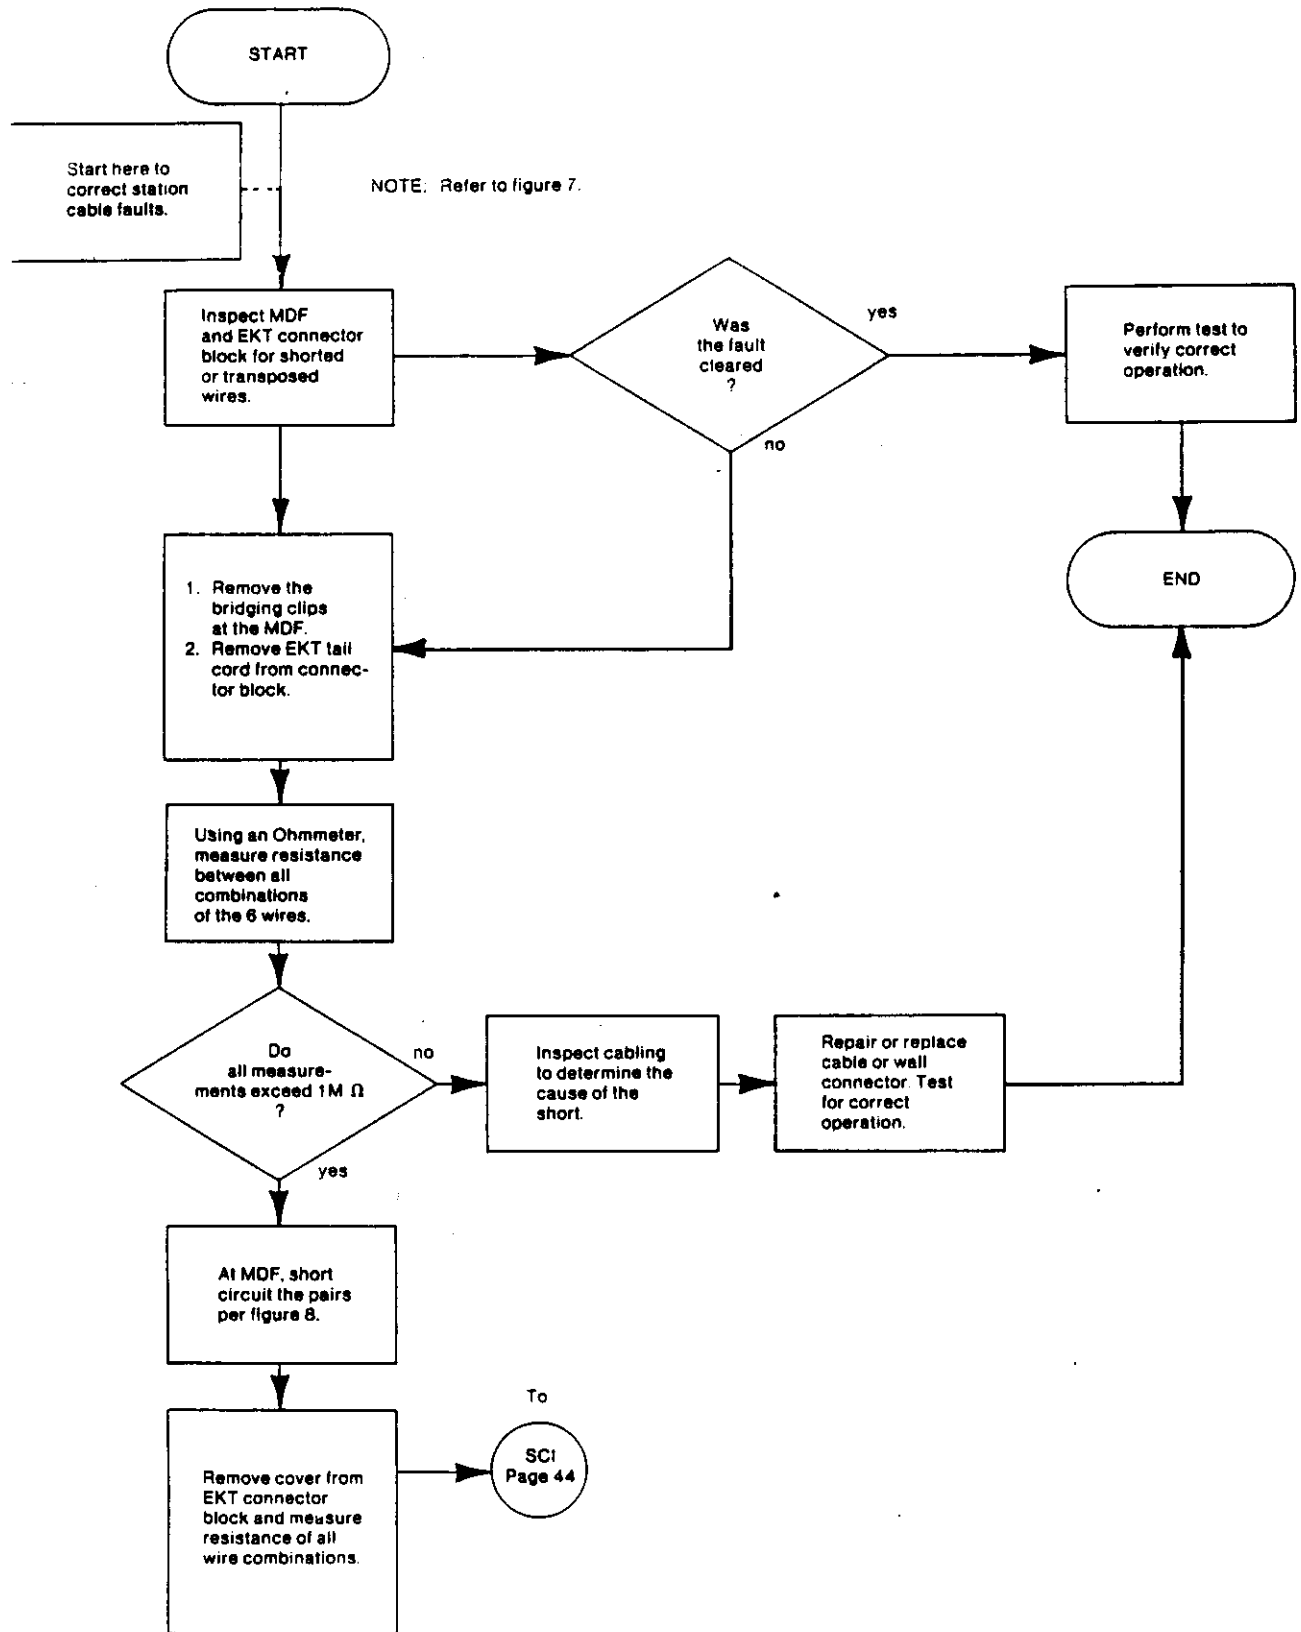 START
Start here to
correct station
cable faults.
NOTE: Refer to figure 7.
Inspect MDF
and EKT connector
block for shorted
or transposed
wires.
Was
the fault
cleared
?
yes
no
Perform test to
verify correct
operation.
END
1. Remove the
bridging clips
at the MDF.
2. Remove EKT tail
cord from connec-
tor block.
Using an Ohmmeter,
measure resistance
between all
combinations
of the 6 wires.
Do
all measure-
ments exceed 1M Ω
?
no
yes
Inspect cabling
to determine the
cause of the
short.
Repair or replace
cable or wall
connector. Test
for correct
operation.
At MDF, short
circuit the pairs
per figure 8.
Remove cover from
EKT connector
block and measure
resistance of all
wire combinations.
To
SC1
Page 44